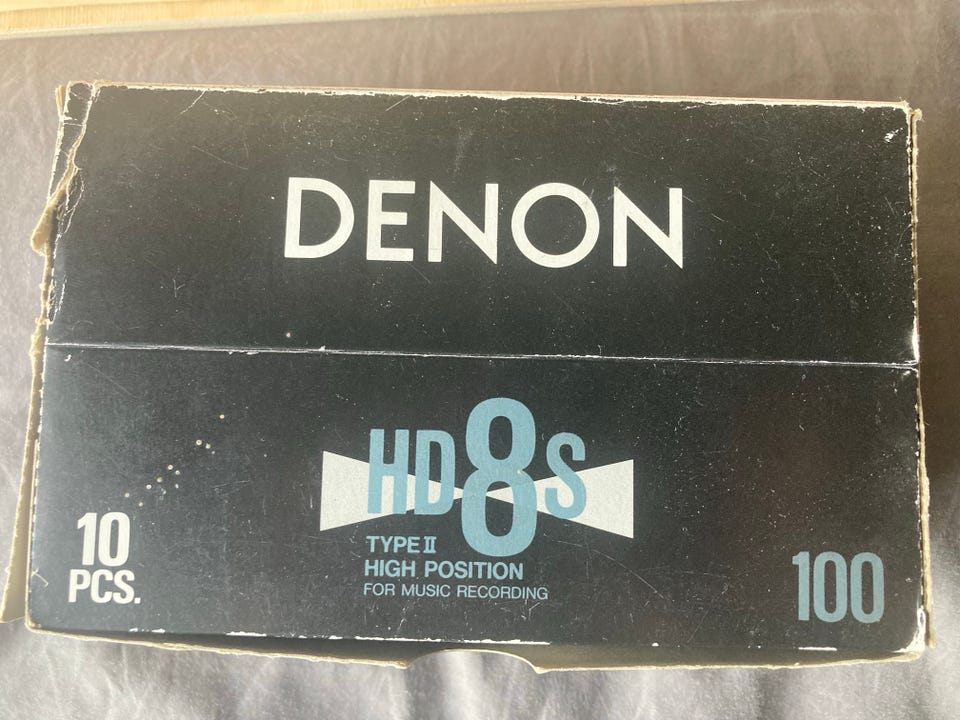 DENON
HD8S
TYPE II
HIGH POSITION
FOR MUSIC RECORDING
10
PCS.
100